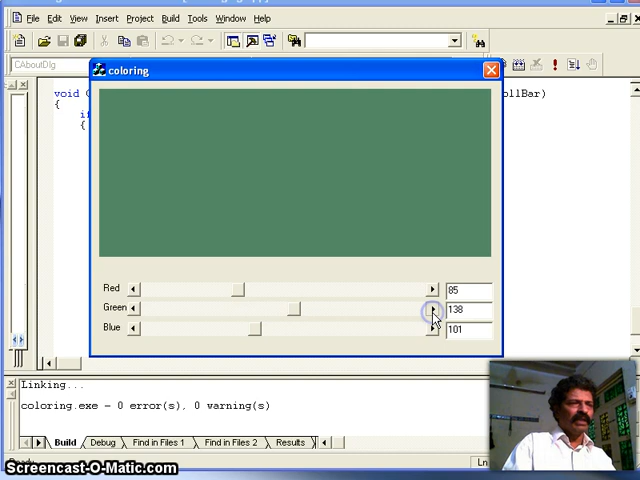 File Edit View Insert Project Build Tools Window Help
CAboutDlg
coloring
void
ollBar)
{
{
Red
85
Green
138
Blue
101
Linking...
coloring.exe - 0 error(s), 0 warning(s)
Build Debug Find in Files 1 Find in Files 2 Results
Screencast-O-Matic.com